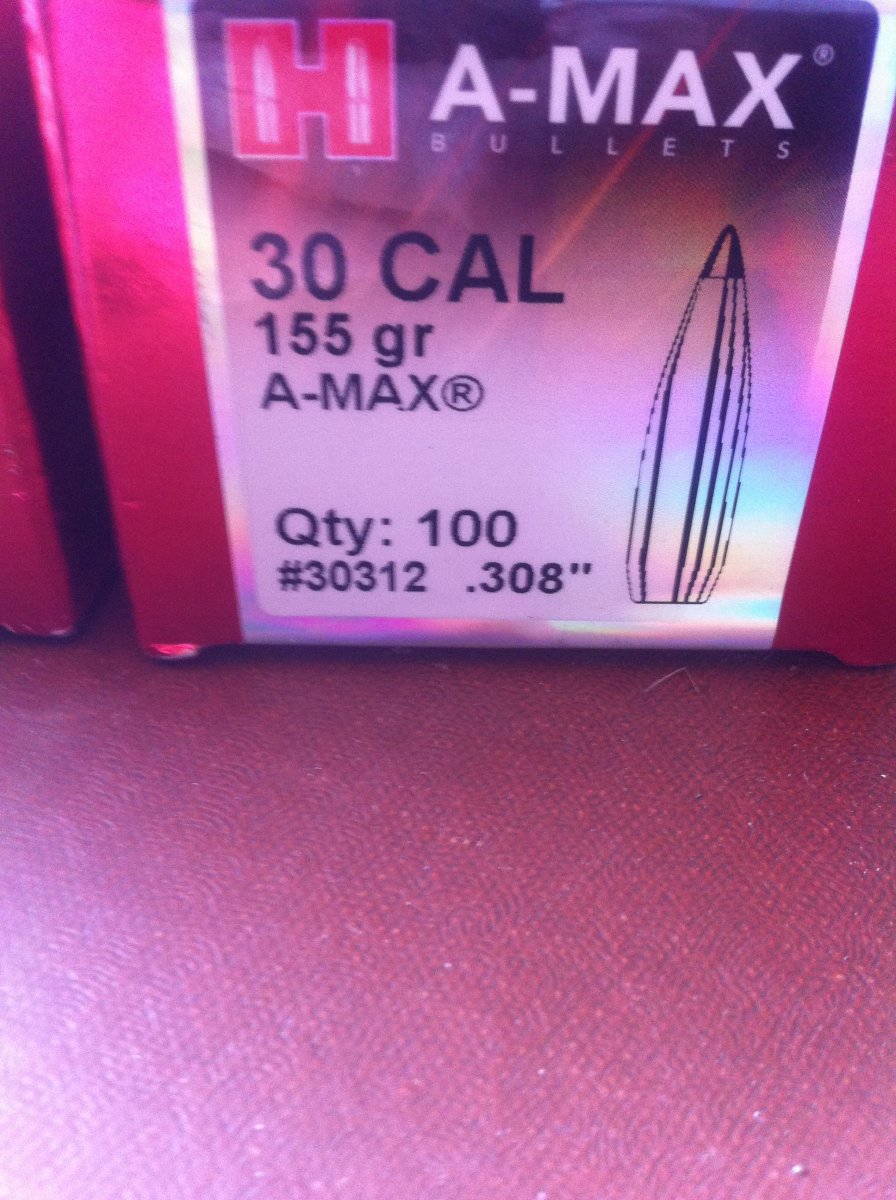 H A-MAX®
BULLETS
30 CAL
155 gr
A-MAX®
Qty: 100
#30312 .308"